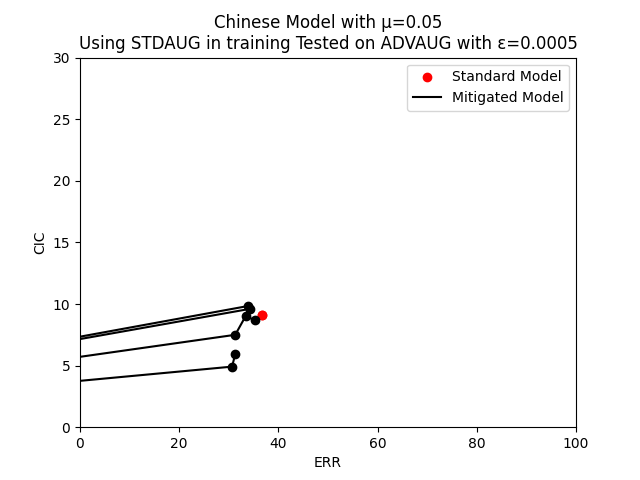 Chinese Model with μ=0.05
Using STDAUG in training Tested on ADVAUG with ε=0.0005
30
25
20
15
10
5
0
CIC
Standard Model
Mitigated Model
0 20 40 60 80 100
ERR